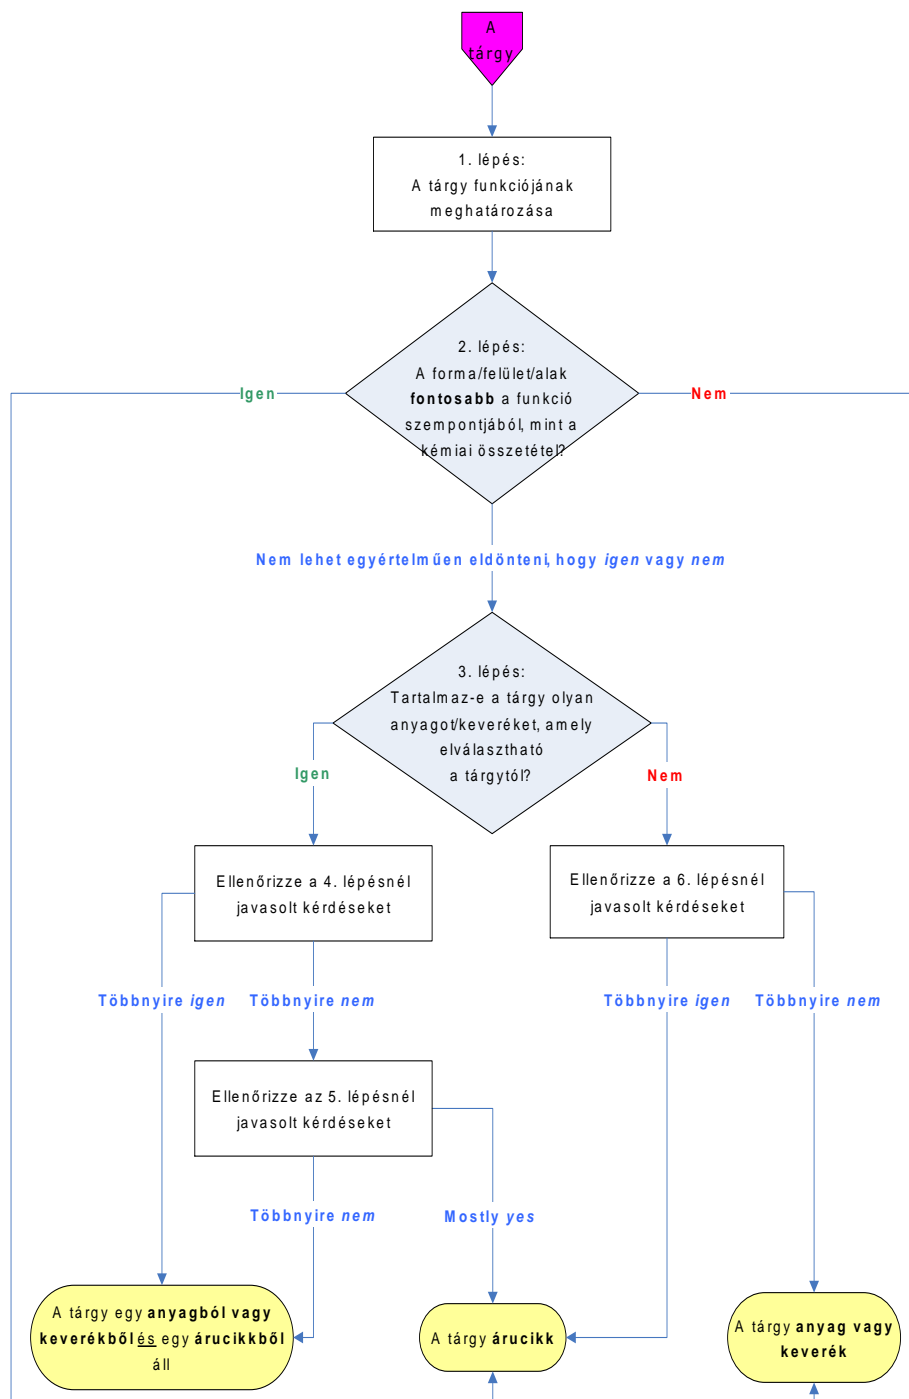 A
tárgy
1. lépés:
A tárgy funkciójának
meghatározása
2. lépés:
A forma/felület/alak
fontosabb a funkció
szempontjából, mint a
kémiai összetétel?
Igen
Nem
Nem lehet egyértelműen eldönteni, hogy igen vagy nem
3. lépés:
Tartalmaz-e a tárgy olyan
anyagot/keveréket, amely
elválasztható
a tárgytól?
Igen
Nem
Ellenőrizze a 4. lépésnél
javasolt kérdéseket
Ellenőrizze a 6. lépésnél
javasolt kérdéseket
Többnyire igen
Többnyire nem
Többnyire igen
Többnyire nem
Ellenőrizze az 5. lépésnél
javasolt kérdéseket
Többnyire nem
Mostly yes
A tárgy egy anyagból vagy
keverékből és egy árucikkből
áll
A tárgy árucikk
A tárgy anyag vagy
keverék